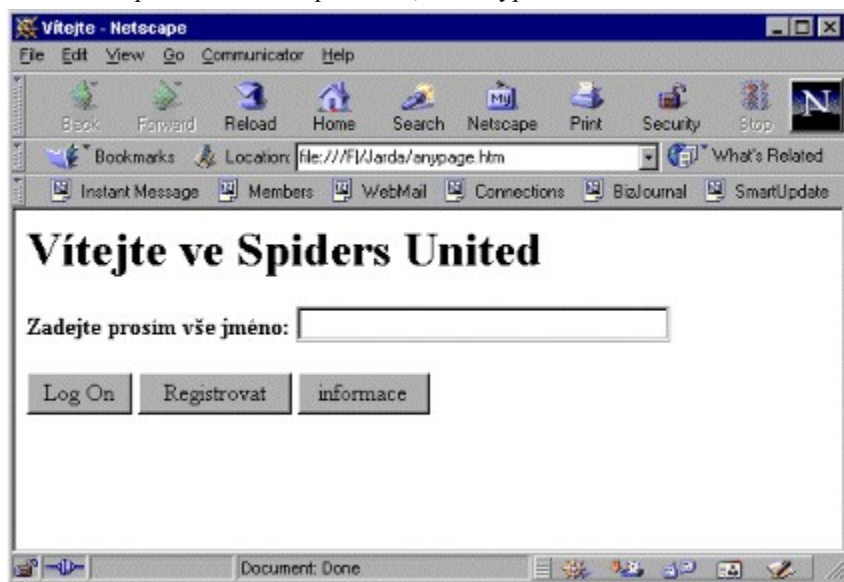 Vítejte - Netscape
File Edit View Go Communicator Help
Back Forward Reload Home Search Netscape Print Security Stop
Bookmarks Location: file:///F|/Jarda/anypage.htm What's Related
Instant Message Members WebMail Connections BizJournal SmartUpdate
Vítejte ve Spiders United
Zadejte prosím vše jméno:
Log On Registrovat informace
Document: Done